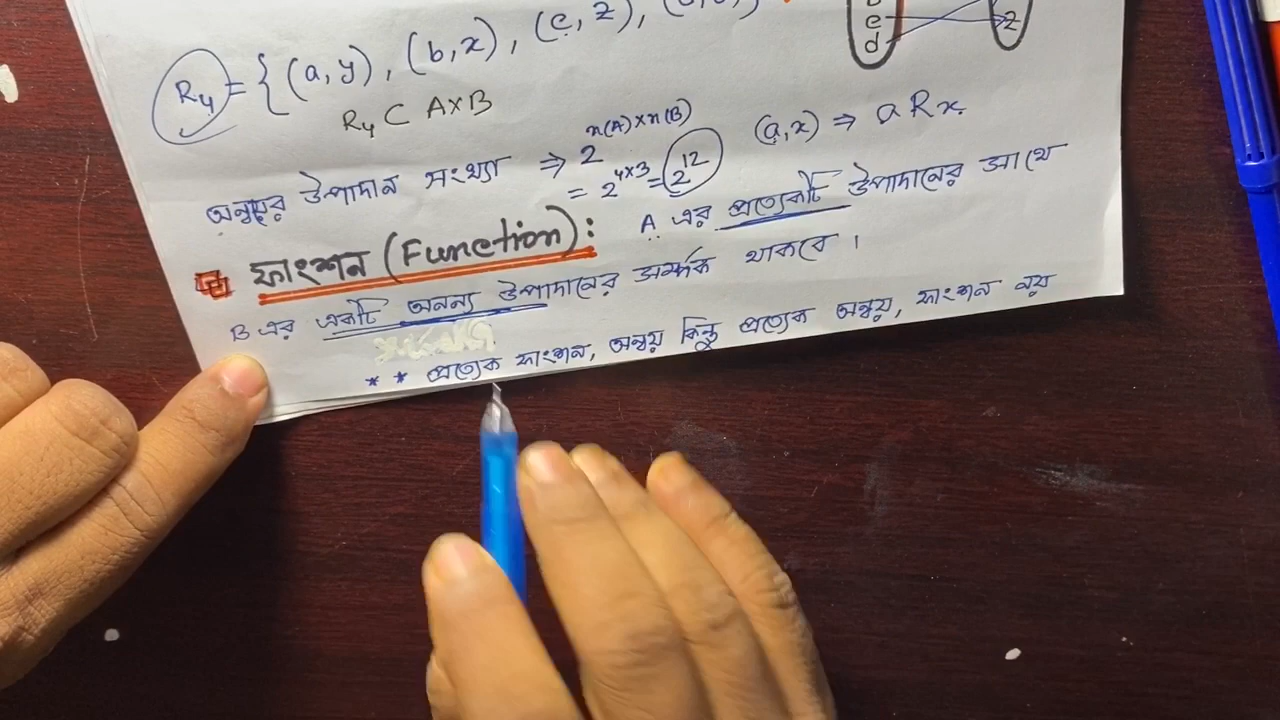 b
c
d
z
R₄ = {(a, y), (b, x), (c, z),
R₄ ⊂ A×B
অন্বয়ের উপাদান সংখ্যা ⇒ 2^{n(A)×n(B)} (a, x) ⇒ a R x.
= 2^{4×3} = 2^{12}
ফাংশন (Function): A এর প্রত্যেকটি উপাদানের সাথে
B এর একটি অনন্য উপাদানের সম্পর্ক থাকবে।
* * প্রত্যেক ফাংশন, অন্বয় কিন্তু প্রত্যেক অন্বয়, ফাংশন নয়